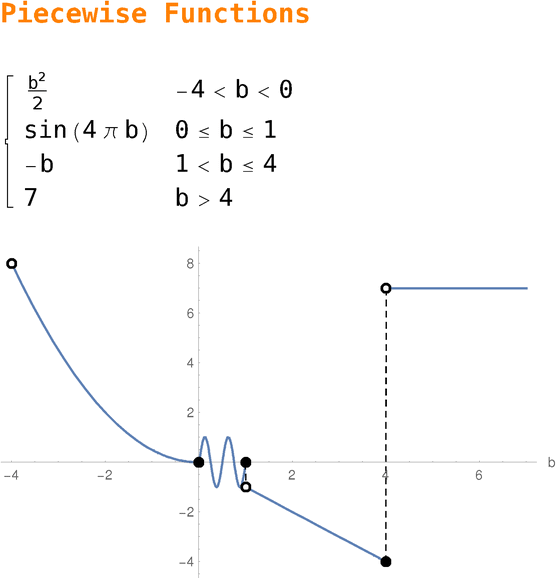 Piecewise Functions
b²/2 −4 < b < 0
sin (4 π b) 0 ≤ b ≤ 1
−b 1 < b ≤ 4
7 b > 4
8
6
4
2
−4 −2 2 4 6 b
−2
−4